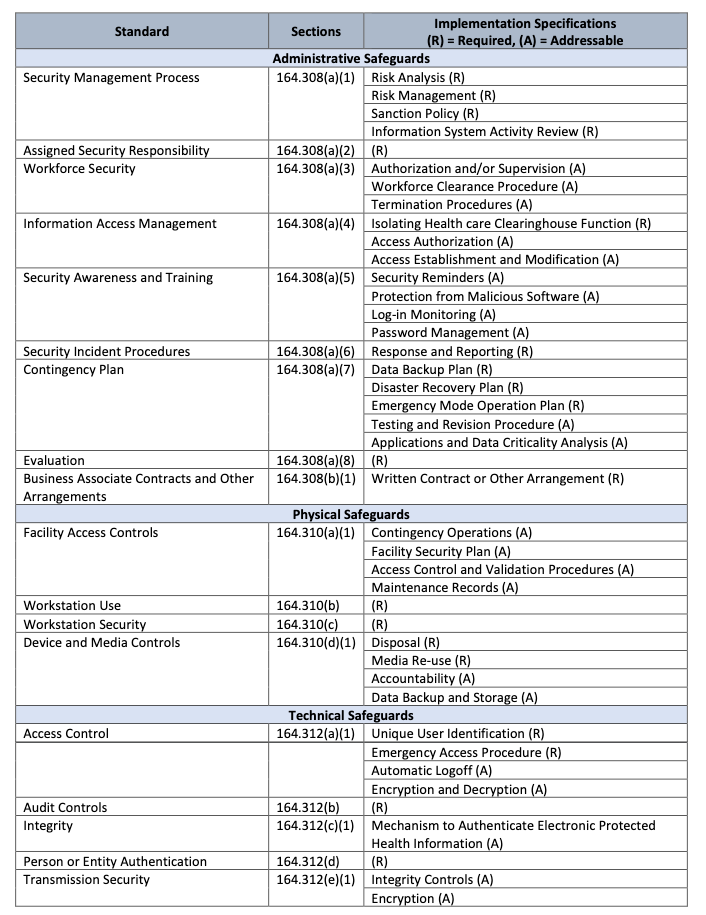 Standard Sections Implementation Specifications
(R) = Required, (A) = Addressable
Administrative Safeguards
Security Management Process 164.308(a)(1) Risk Analysis (R)
Risk Management (R)
Sanction Policy (R)
Information System Activity Review (R)
Assigned Security Responsibility 164.308(a)(2) (R)
Workforce Security 164.308(a)(3) Authorization and/or Supervision (A)
Workforce Clearance Procedure (A)
Termination Procedures (A)
Information Access Management 164.308(a)(4) Isolating Health care Clearinghouse Function (R)
Access Authorization (A)
Access Establishment and Modification (A)
Security Awareness and Training 164.308(a)(5) Security Reminders (A)
Protection from Malicious Software (A)
Log-in Monitoring (A)
Password Management (A)
Security Incident Procedures 164.308(a)(6) Response and Reporting (R)
Contingency Plan 164.308(a)(7) Data Backup Plan (R)
Disaster Recovery Plan (R)
Emergency Mode Operation Plan (R)
Testing and Revision Procedure (A)
Applications and Data Criticality Analysis (A)
Evaluation 164.308(a)(8) (R)
Business Associate Contracts and Other 164.308(b)(1) Written Contract or Other Arrangement (R)
Arrangements
Physical Safeguards
Facility Access Controls 164.310(a)(1) Contingency Operations (A)
Facility Security Plan (A)
Access Control and Validation Procedures (A)
Maintenance Records (A)
Workstation Use 164.310(b) (R)
Workstation Security 164.310(c) (R)
Device and Media Controls 164.310(d)(1) Disposal (R)
Media Re-use (R)
Accountability (A)
Data Backup and Storage (A)
Technical Safeguards
Access Control 164.312(a)(1) Unique User Identification (R)
Emergency Access Procedure (R)
Automatic Logoff (A)
Encryption and Decryption (A)
Audit Controls 164.312(b) (R)
Integrity 164.312(c)(1) Mechanism to Authenticate Electronic Protected
Health Information (A)
Person or Entity Authentication 164.312(d) (R)
Transmission Security 164.312(e)(1) Integrity Controls (A)
Encryption (A)